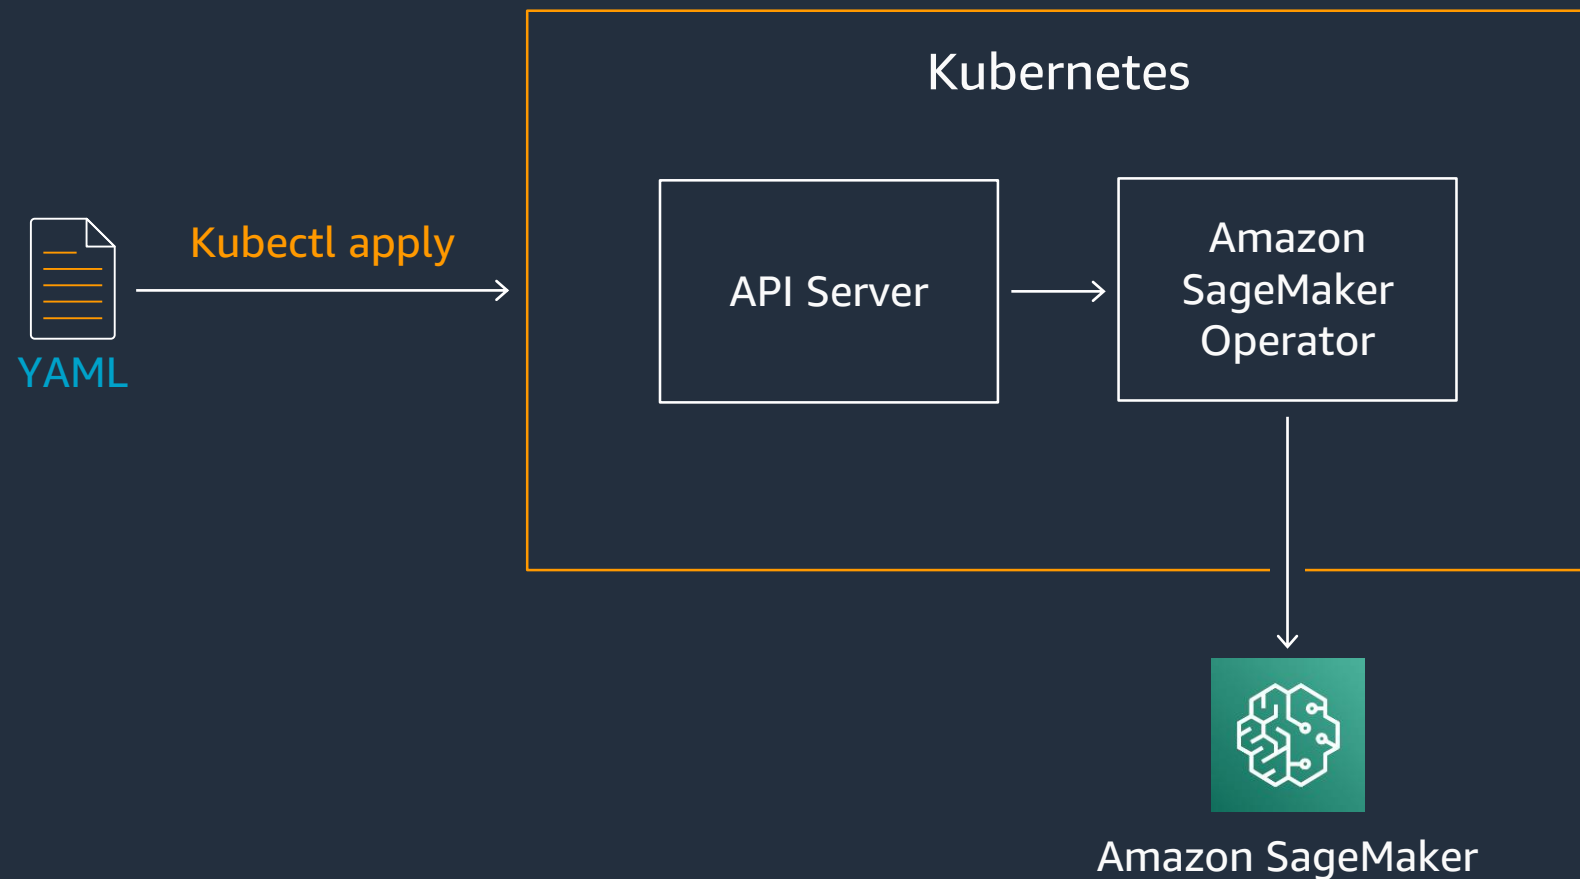 Kubernetes
Kubectl apply
YAML
API Server
Amazon
SageMaker
Operator
Amazon SageMaker